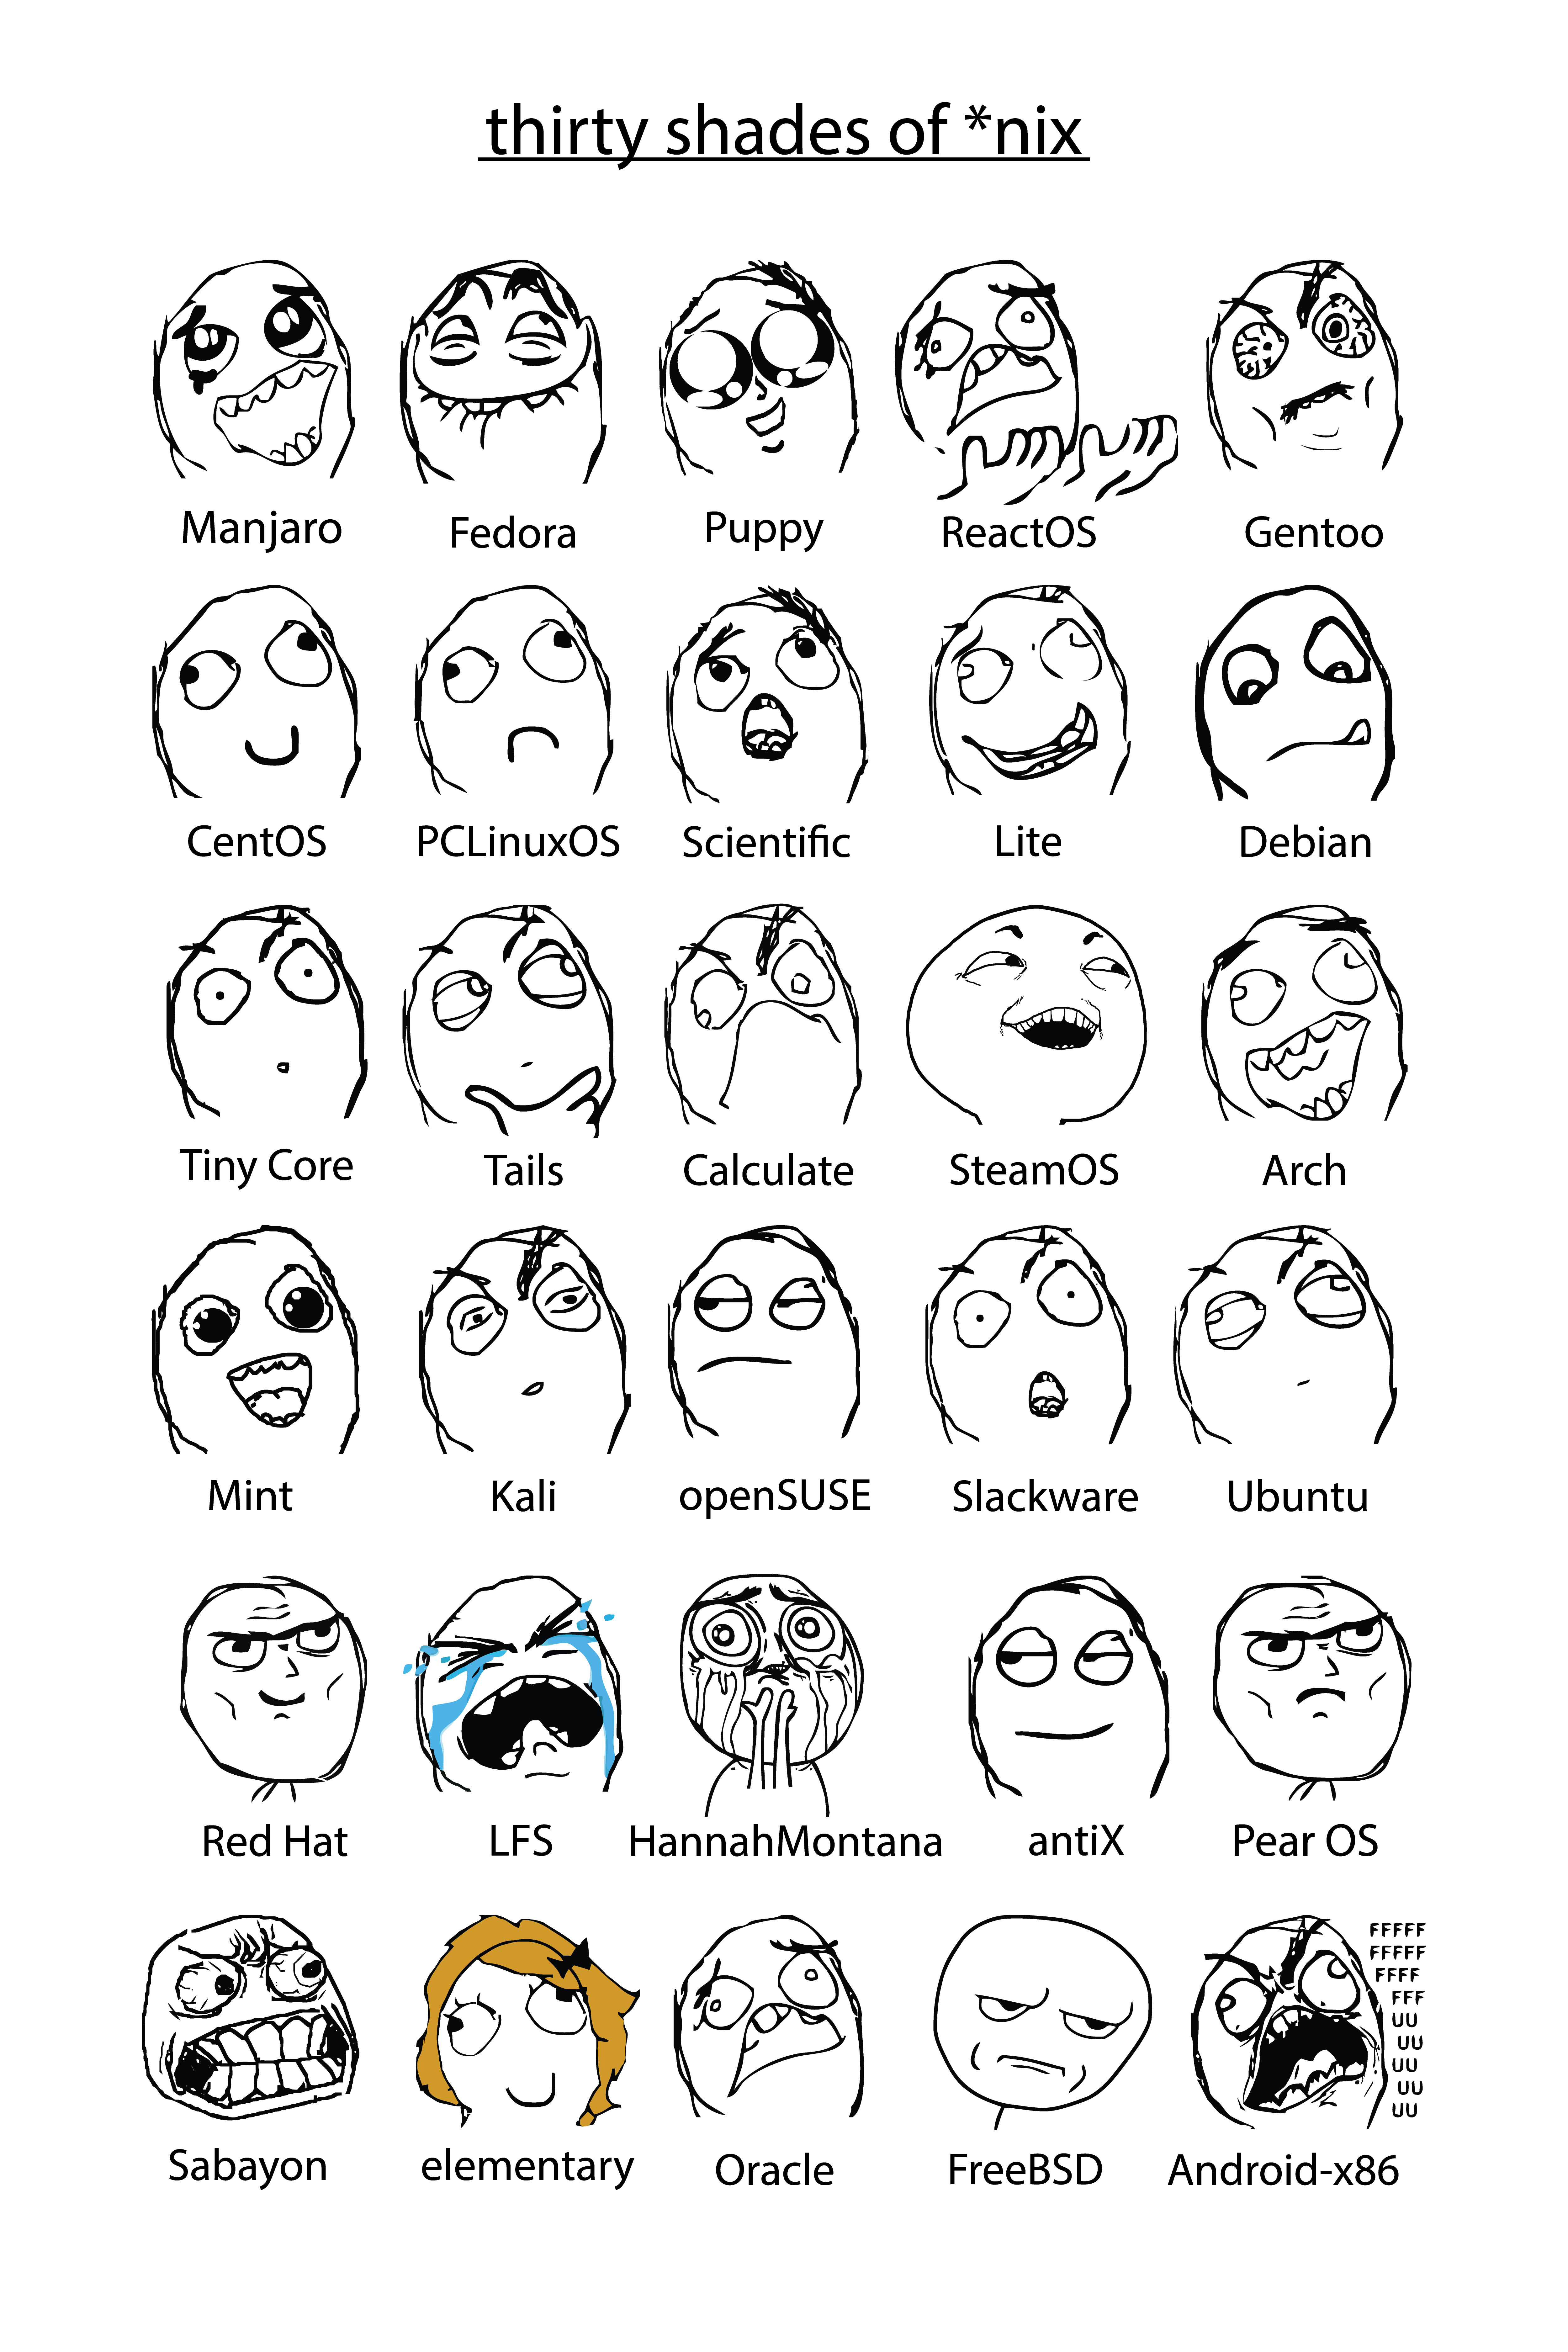 thirty shades of *nix
Manjaro
Fedora
Puppy
ReactOS
Gentoo
CentOS
PCLinuxOS
Scientific
Lite
Debian
Tiny Core
Tails
Calculate
SteamOS
Arch
Mint
Kali
openSUSE
Slackware
Ubuntu
Red Hat
LFS
HannahMontana
antiX
Pear OS
FFFFF
FFFFF
FFFF
FFF
UU
UU
UU
UU
UU
Sabayon
elementary
Oracle
FreeBSD
Android-x86